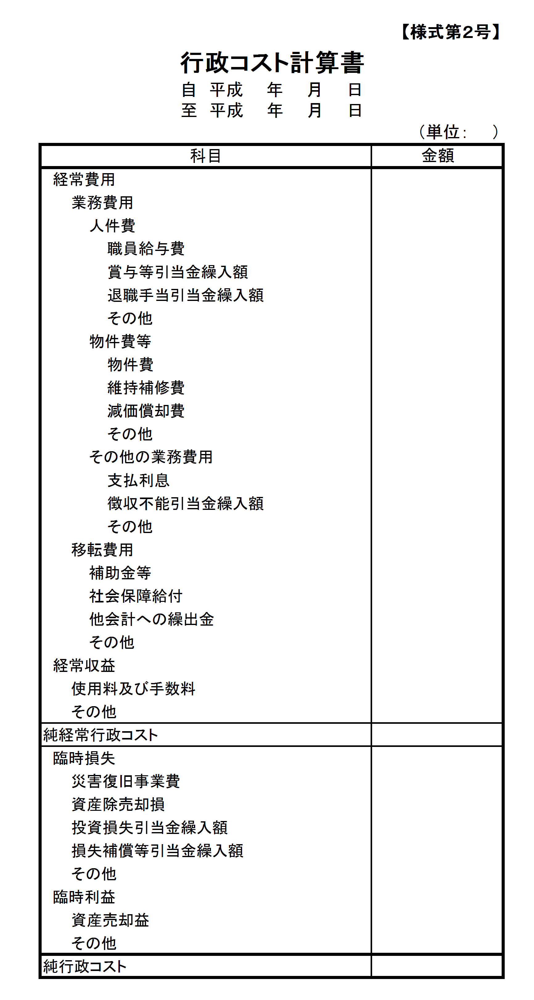 【様式第２号】
行政コスト計算書
自 平成 年 月 日
至 平成 年 月 日
（単位： ）
科目 金額
経常費用
業務費用
人件費
職員給与費
賞与等引当金繰入額
退職手当引当金繰入額
その他
物件費等
物件費
維持補修費
減価償却費
その他
その他の業務費用
支払利息
徴収不能引当金繰入額
その他
移転費用
補助金等
社会保障給付
他会計への繰出金
その他
経常収益
使用料及び手数料
その他
純経常行政コスト
臨時損失
災害復旧事業費
資産除売却損
投資損失引当金繰入額
損失補償等引当金繰入額
その他
臨時利益
資産売却益
その他
純行政コスト